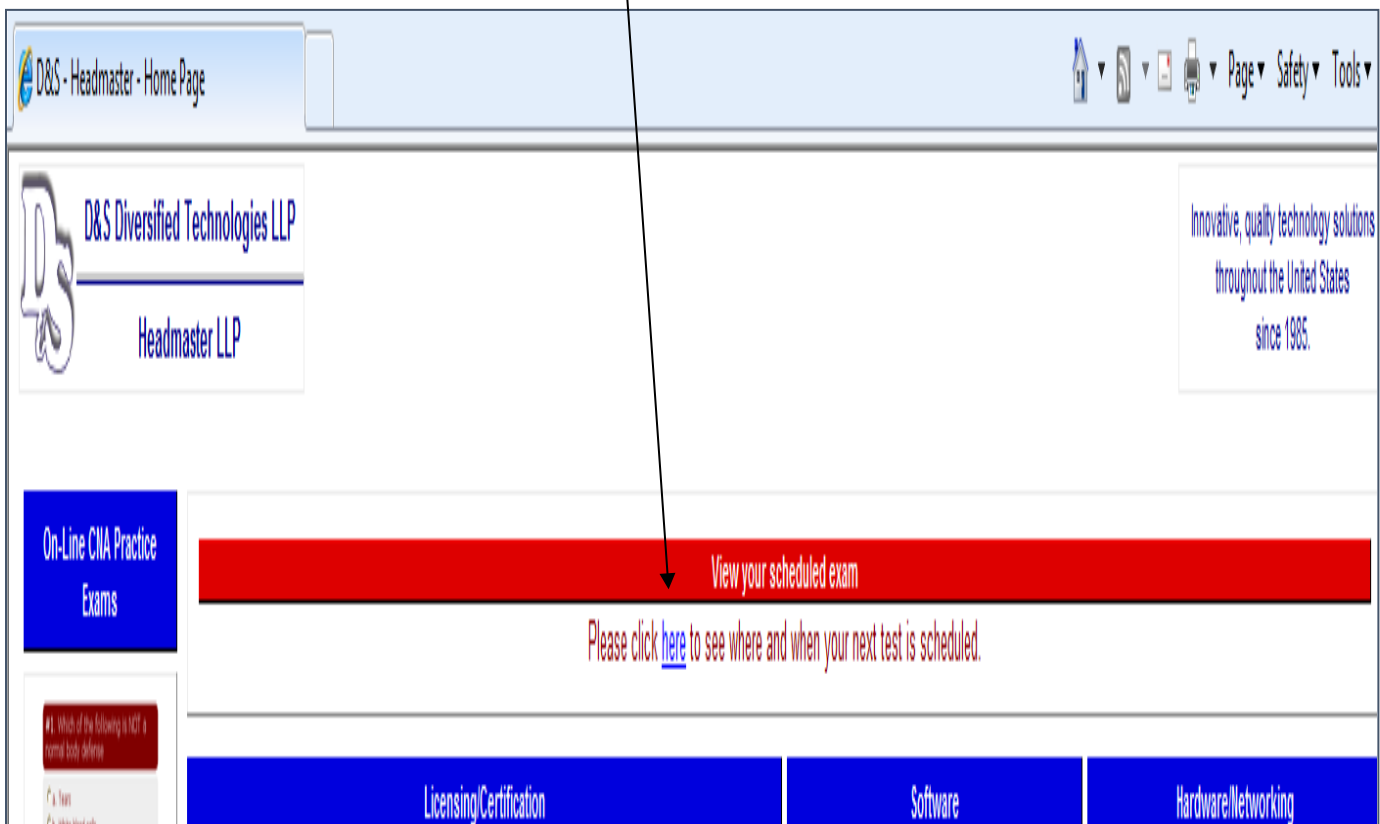 D&S - Headmaster - Home Page
Page Safety Tools
DS
D&S Diversified Technologies LLP
Headmaster LLP
Innovative, quality technology solutions
throughout the United States
since 1985.
On-Line CNA Practice
Exams
View your scheduled exam
Please click here to see where and when your next test is scheduled.
#1. Which of the following is NOT a
normal body defense
a. Tears
Licensing/Certification
Software
Hardware/Networking